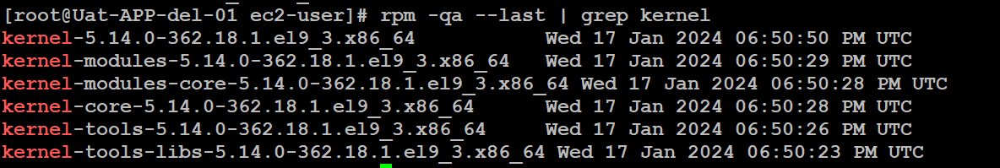 [root@Uat-APP-del-01 ec2-user]# rpm -qa --last | grep kernel
kernel-5.14.0-362.18.1.el9_3.x86_64 Wed 17 Jan 2024 06:50:50 PM UTC
kernel-modules-5.14.0-362.18.1.el9_3.x86_64 Wed 17 Jan 2024 06:50:29 PM UTC
kernel-modules-core-5.14.0-362.18.1.el9_3.x86_64 Wed 17 Jan 2024 06:50:28 PM UTC
kernel-core-5.14.0-362.18.1.el9_3.x86_64 Wed 17 Jan 2024 06:50:28 PM UTC
kernel-tools-5.14.0-362.18.1.el9_3.x86_64 Wed 17 Jan 2024 06:50:26 PM UTC
kernel-tools-libs-5.14.0-362.18.1.el9_3.x86_64 Wed 17 Jan 2024 06:50:23 PM UTC